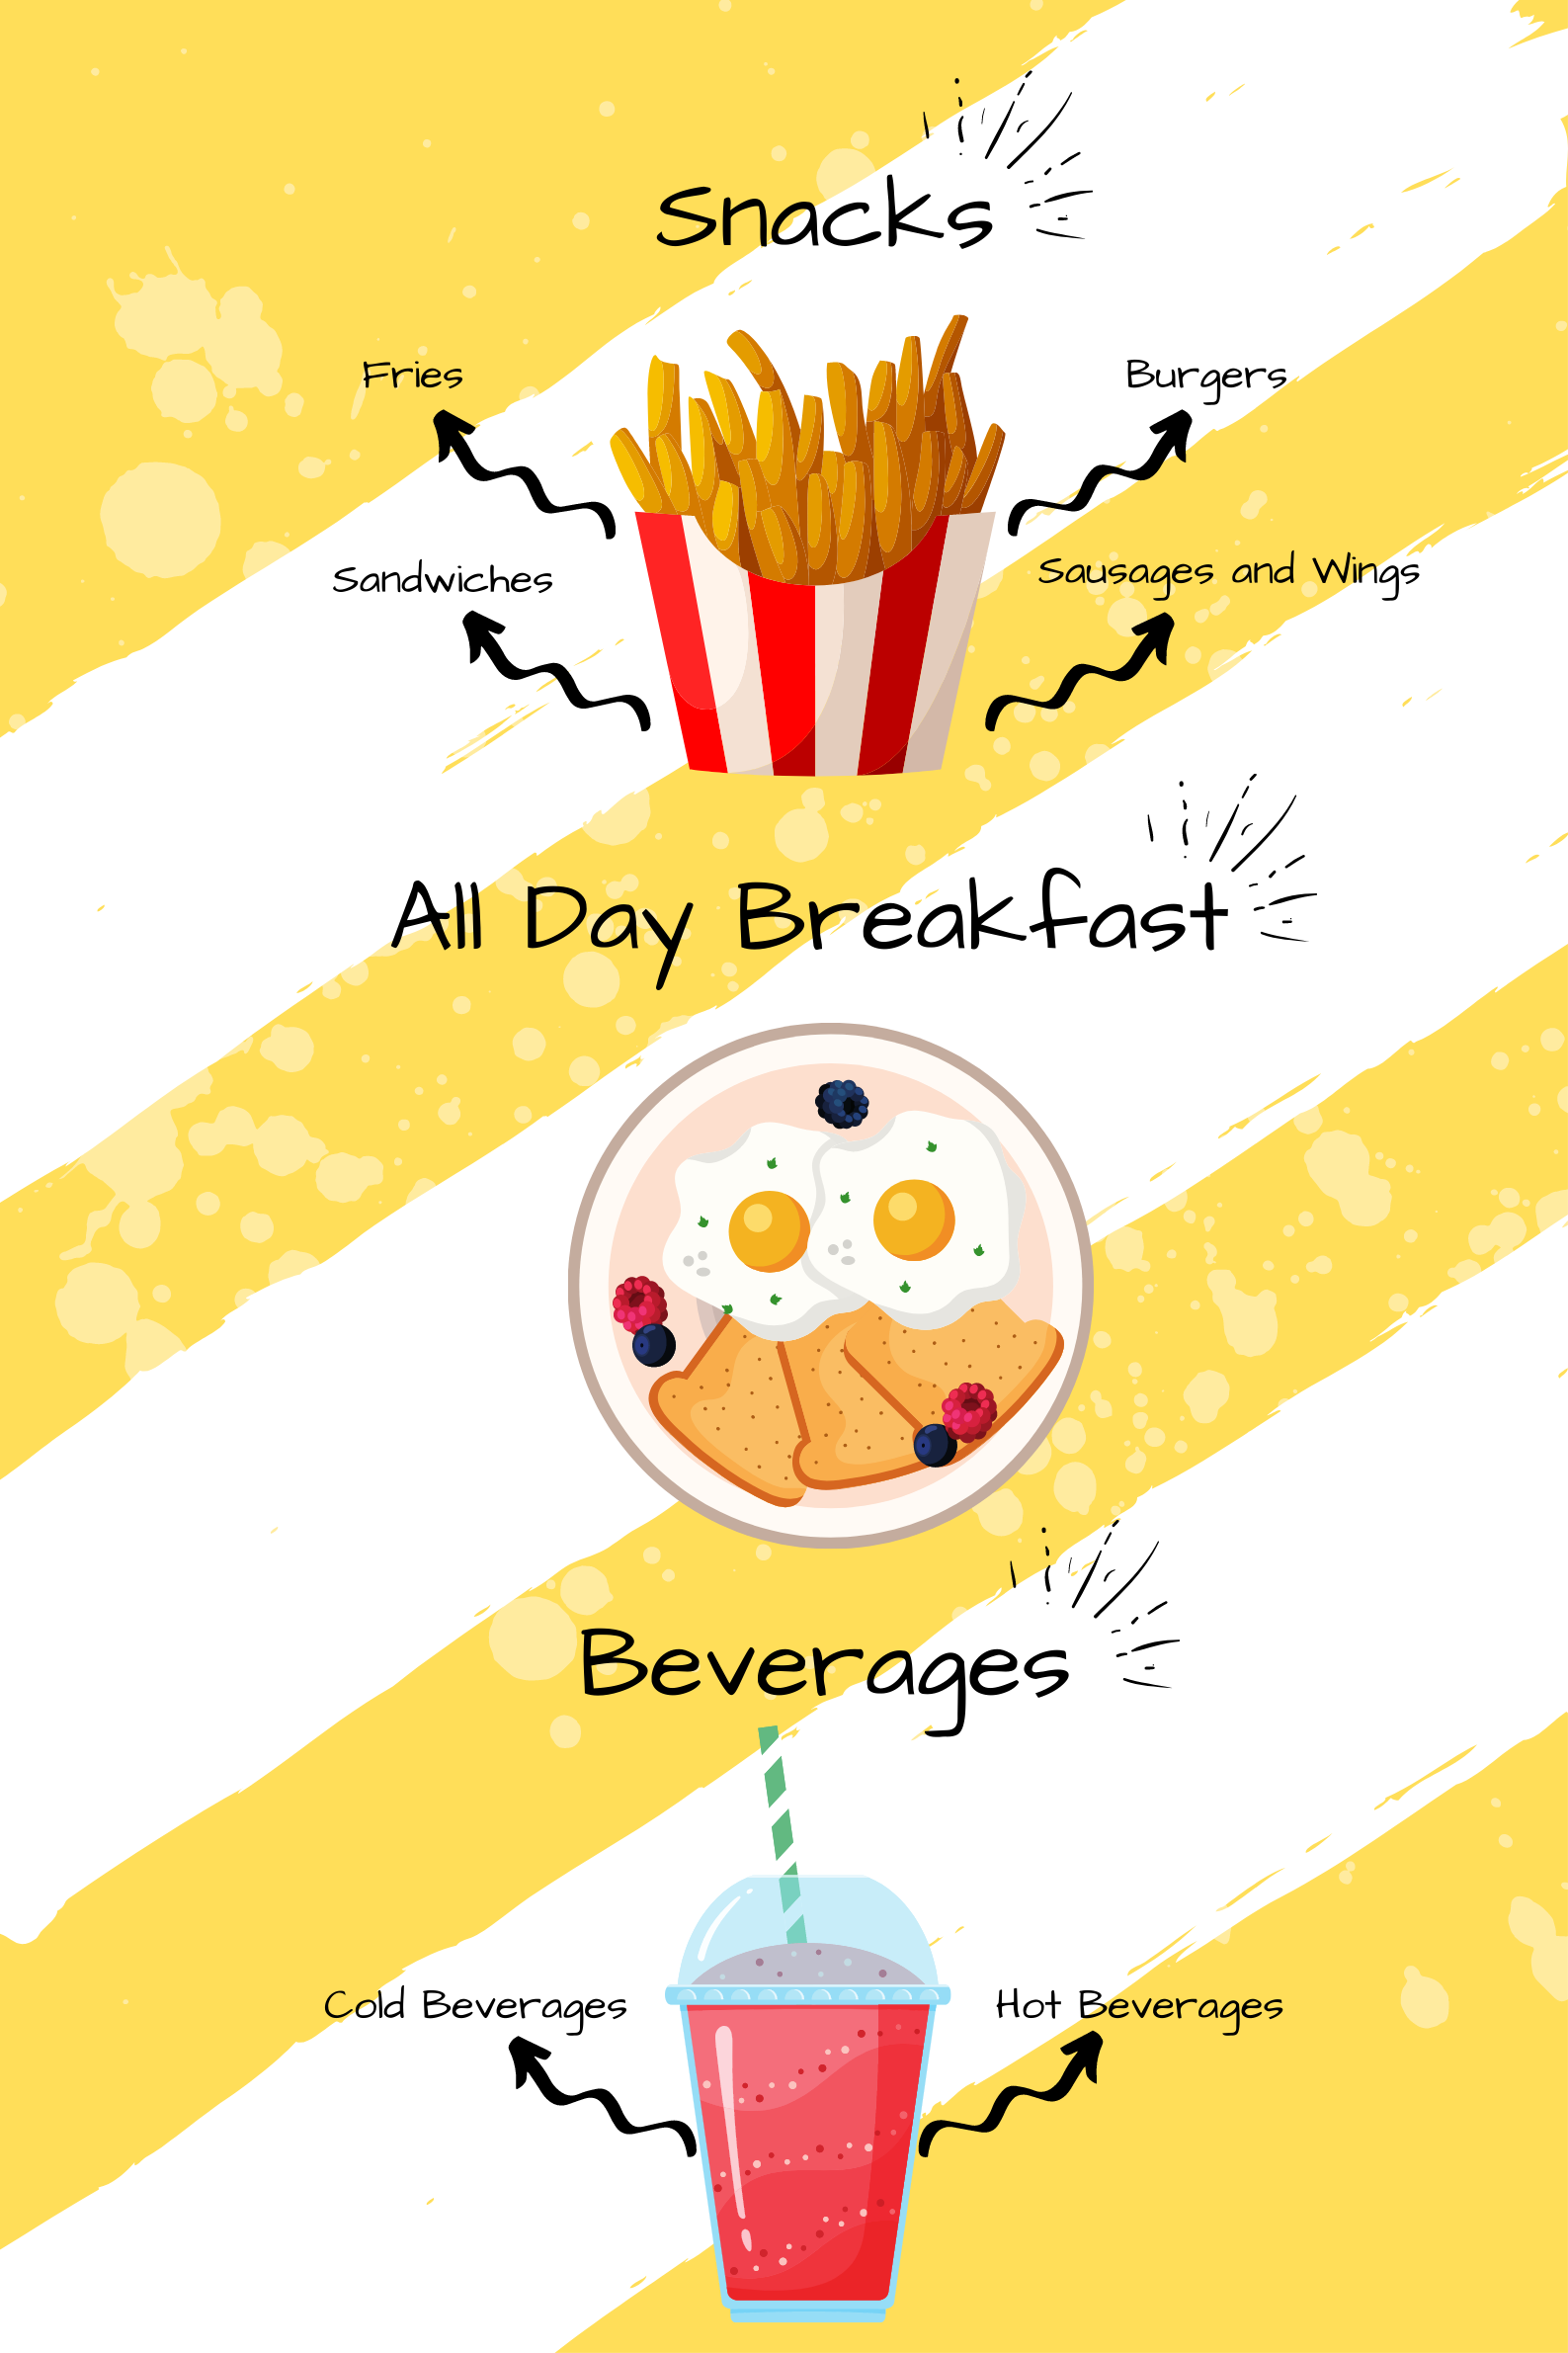 Snacks
Fries
Burgers
Sandwiches
Sausages and Wings
All Day Breakfast
Beverages
Cold Beverages
Hot Beverages